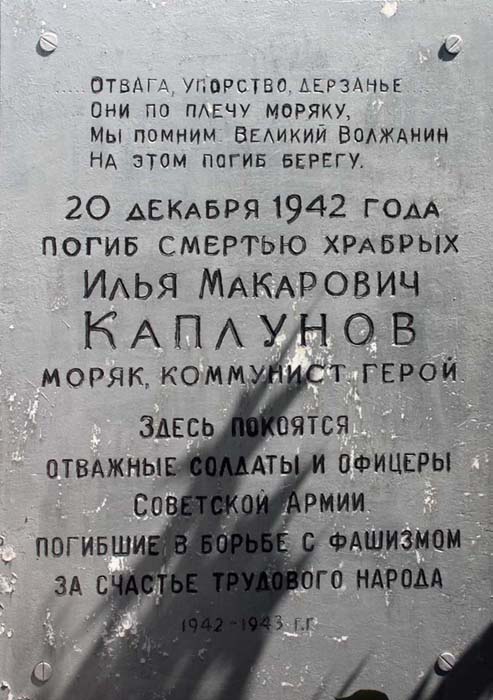 .....Отвага, упорство, дерзанье.....
Они по плечу моряку,
Мы помним Великий Волжанин
На этом погиб берегу.
20 декабря 1942 года
погиб смертью храбрых
Илья Макарович
Каплунов
моряк, коммунист герой.
Здесь покоятся
отважные солдаты и офицеры
Советской Армии
погибшие в борьбе с фашизмом
за счастье трудового народа
1942-1943 г.г.